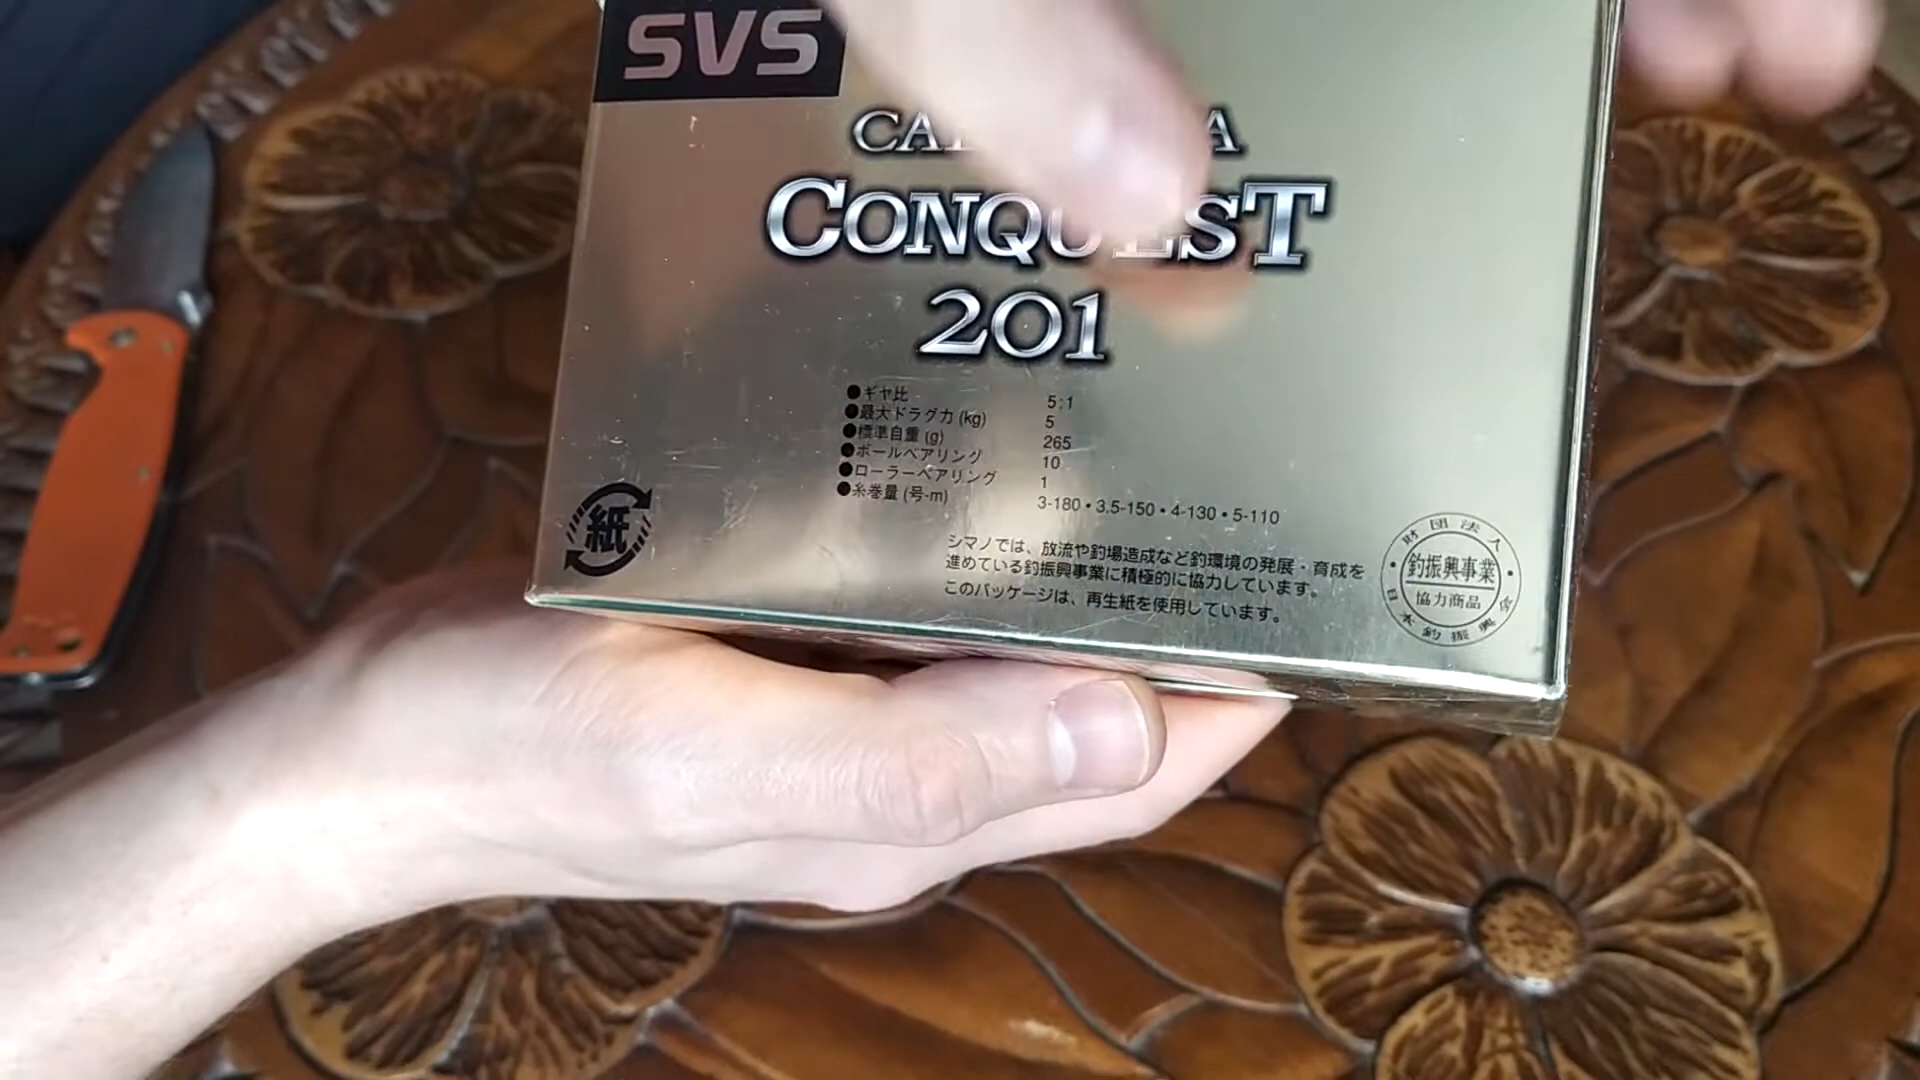 SVS
CONQUEST
201
●ギヤ比 5:1
●最大ドラグ力(kg) 5
●標準自重(g) 265
●ボールベアリング 10
●ローラーベアリング 1
●糸巻量(号-m) 3-180・3.5-150・4-130・5-110
紙
シマノでは、放流や釣場造成など釣環境の発展・育成を
進めている釣振興事業に積極的に協力しています。
このパッケージは、再生紙を使用しています。
財団法人
釣振興事業
協力商品
日本釣振興会